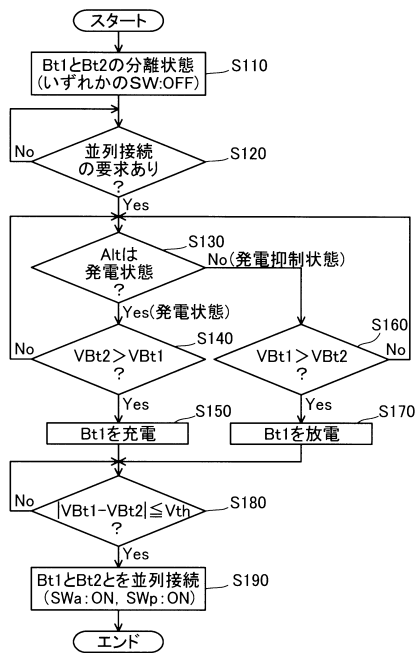 スタート
Bt1とBt2の分離状態
(いずれかのSW:OFF)
S110
並列接続
の要求あり
?
S120
No
Yes
Altは
発電状態
?
S130
No(発電抑制状態)
Yes(発電状態)
VBt2>VBt1
?
S140
No
Yes
VBt1>VBt2
?
S160
No
Yes
Bt1を充電
S150
Bt1を放電
S170
|VBt1-VBt2|≦Vth
?
S180
No
Yes
Bt1とBt2とを並列接続
(SWa:ON, SWp:ON)
S190
エンド